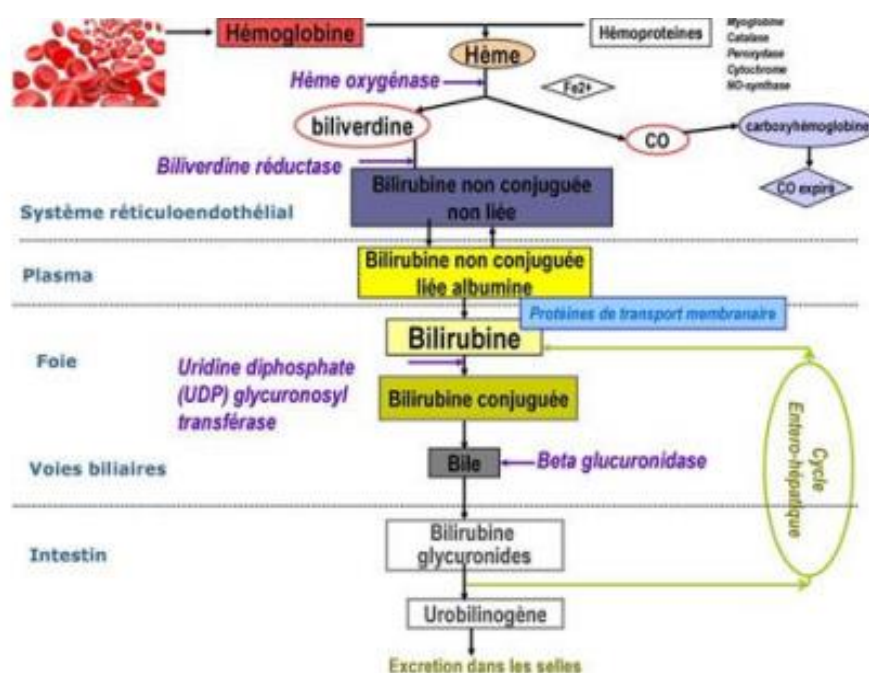 Hémoglobine
Hème
Hémoproteines
Myoglobine
Catalase
Peroxydase
Cytochrome
NO-synthase
Hème oxygénase
Fe2+
biliverdine
CO
carboxyhémoglobine
Biliverdine réductase
CO expiré
Bilirubine non conjuguée
non liée
Système réticuloendothélial
Plasma
Bilirubine non conjuguée
liée albumine
Protéines de transport membranaire
Bilirubine
Foie
Uridine diphosphate
(UDP) glycuronosyl
transférase
Bilirubine conjuguée
Cycle
Entero-hépatique
Voies biliaires
Bile
Beta glucuronidase
Intestin
Bilirubine
glycuronides
Urobilinogène
Excretion dans les selles